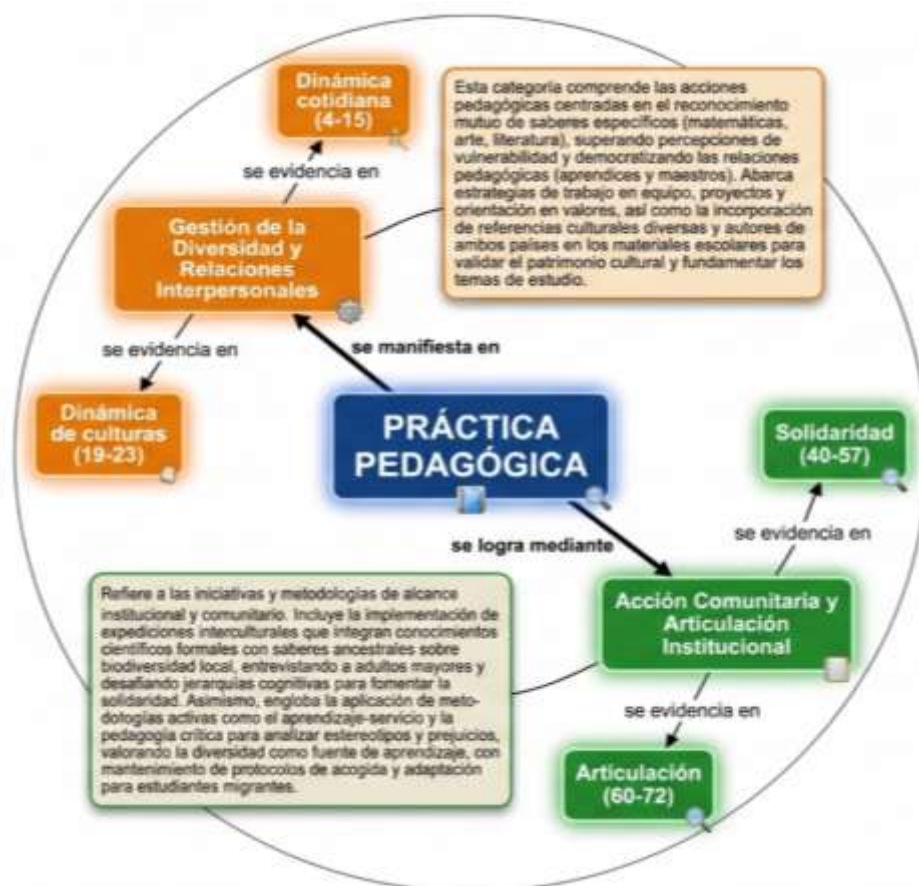 Dinámica
cotidiana
(4-15)
Esta categoría comprende las acciones
pedagógicas centradas en el reconocimiento
mutuo de saberes específicos (matemáticas,
arte, literatura), superando percepciones de
vulnerabilidad y democratizando las relaciones
pedagógicas (aprendices y maestros). Abarca
estrategias de trabajo en equipo, proyectos y
orientación en valores, así como la incorporación
de referencias culturales diversas y autores de
ambos países en los materiales escolares para
validar el patrimonio cultural y fundamentar los
temas de estudio.
se evidencia en
Gestión de la
Diversidad y
Relaciones
Interpersonales
se evidencia en
se manifiesta en
Dinámica
de culturas
(19-23)
PRÁCTICA
PEDAGÓGICA
Solidaridad
(40-57)
se logra mediante
se evidencia en
Refiere a las iniciativas y metodologías de alcance
institucional y comunitario. Incluye la implementación de
expediciones interculturales que integran conocimientos
científicos formales con saberes ancestrales sobre
biodiversidad local, entrevistando a adultos mayores y
desafiando jerarquías cognitivas para fomentar la
solidaridad. Asimismo, engloba la aplicación de meto-
dologías activas como el aprendizaje-servicio y la
pedagogía crítica para analizar estereotipos y prejuicios,
valorando la diversidad como fuente de aprendizaje, con
mantenimiento de protocolos de acogida y adaptación
para estudiantes migrantes.
Acción Comunitaria y
Articulación
Institucional
se evidencia en
Articulación
(60-72)